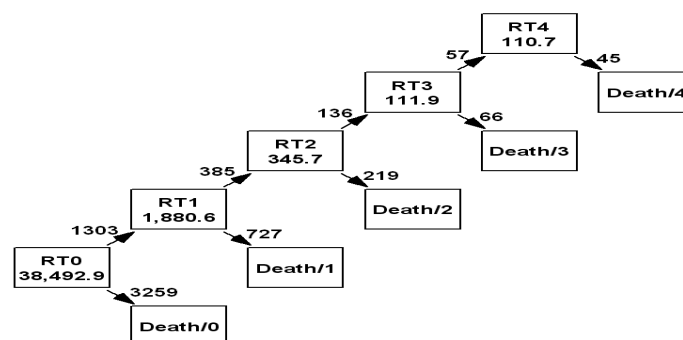 RT4
110.7
57
45
RT3
111.9
Death/4
136
66
RT2
345.7
Death/3
385
219
RT1
1,880.6
Death/2
1303
727
RT0
38,492.9
Death/1
3259
Death/0